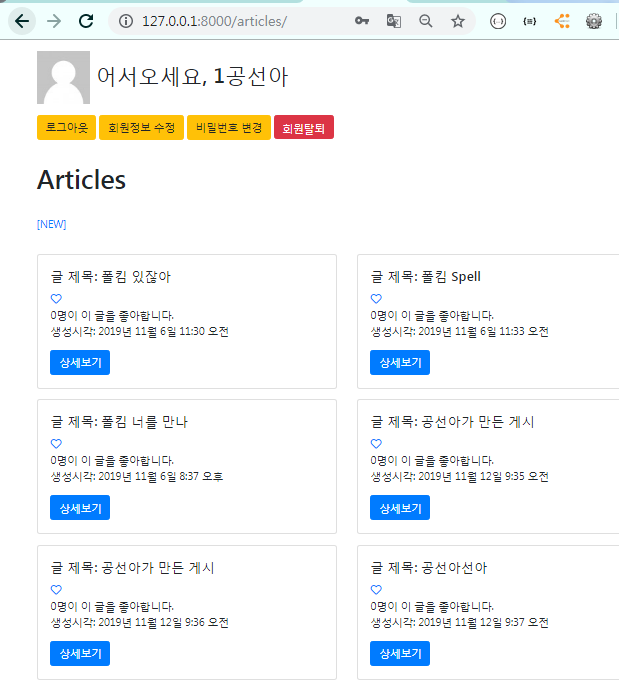 127.0.0.1:8000/articles/
어서오세요, 1공선아
로그아웃 회원정보 수정 비밀번호 변경 회원탈퇴
Articles
[NEW]
글 제목: 폴킴 있잖아
0명이 이 글을 좋아합니다.
생성시각: 2019년 11월 6일 11:30 오전
상세보기
글 제목: 폴킴 Spell
0명이 이 글을 좋아합니다.
생성시각: 2019년 11월 6일 11:33 오전
상세보기
글 제목: 폴킴 너를 만나
0명이 이 글을 좋아합니다.
생성시각: 2019년 11월 6일 8:37 오후
상세보기
글 제목: 공선아가 만든 게시
0명이 이 글을 좋아합니다.
생성시각: 2019년 11월 12일 9:35 오전
상세보기
글 제목: 공선아가 만든 게시
0명이 이 글을 좋아합니다.
생성시각: 2019년 11월 12일 9:36 오전
상세보기
글 제목: 공선아선아
0명이 이 글을 좋아합니다.
생성시각: 2019년 11월 12일 9:37 오전
상세보기